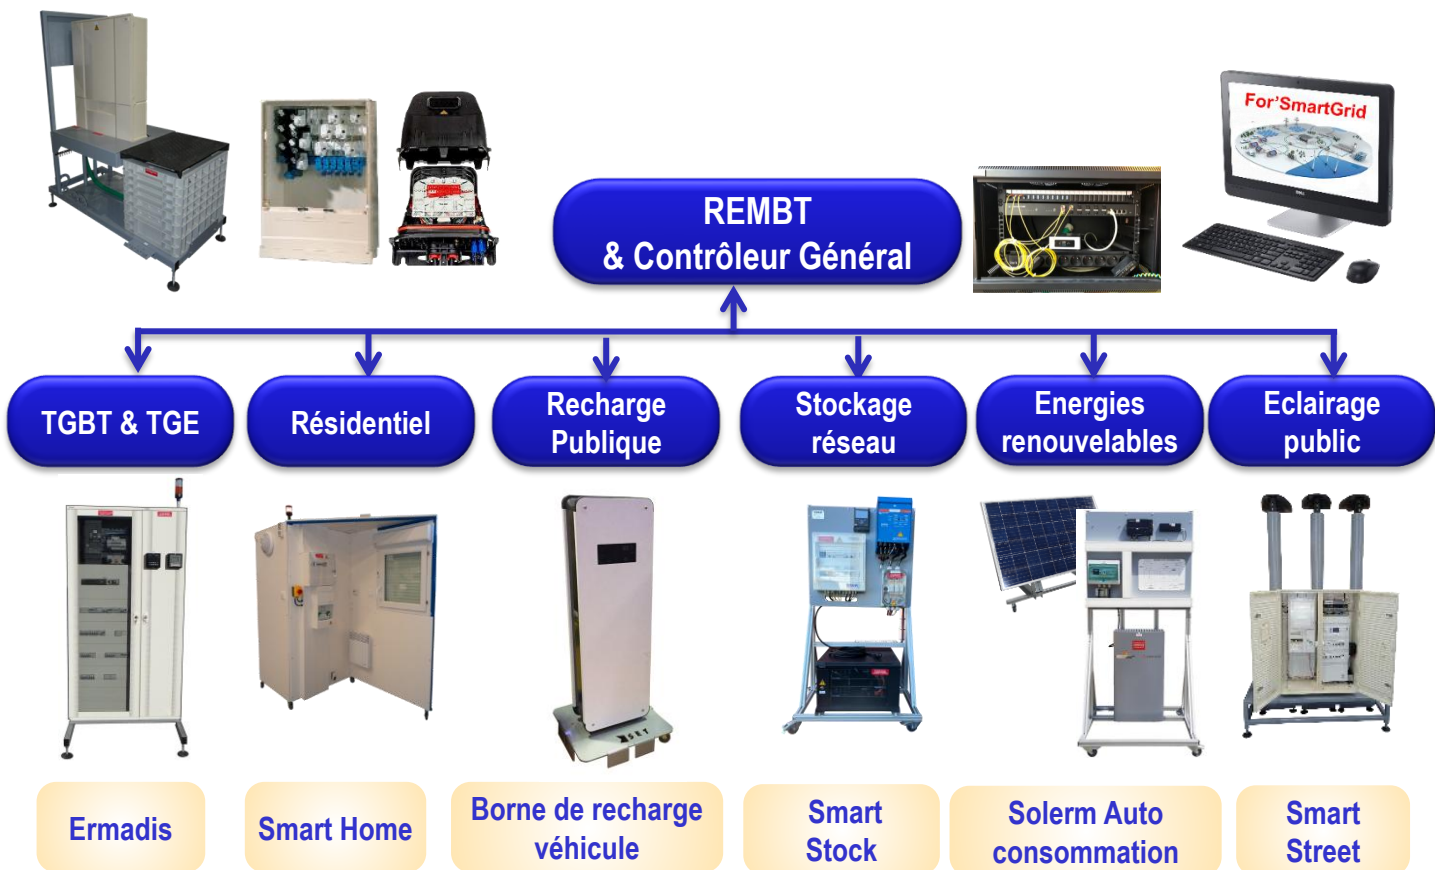 For'SmartGrid
REMBT
& Contrôleur Général
TGBT & TGE
Résidentiel
Recharge
Publique
Stockage
réseau
Energies
renouvelables
Eclairage
public
SET
Ermadis
Smart Home
Borne de recharge
véhicule
Smart
Stock
Solerm Auto
consommation
Smart
Street